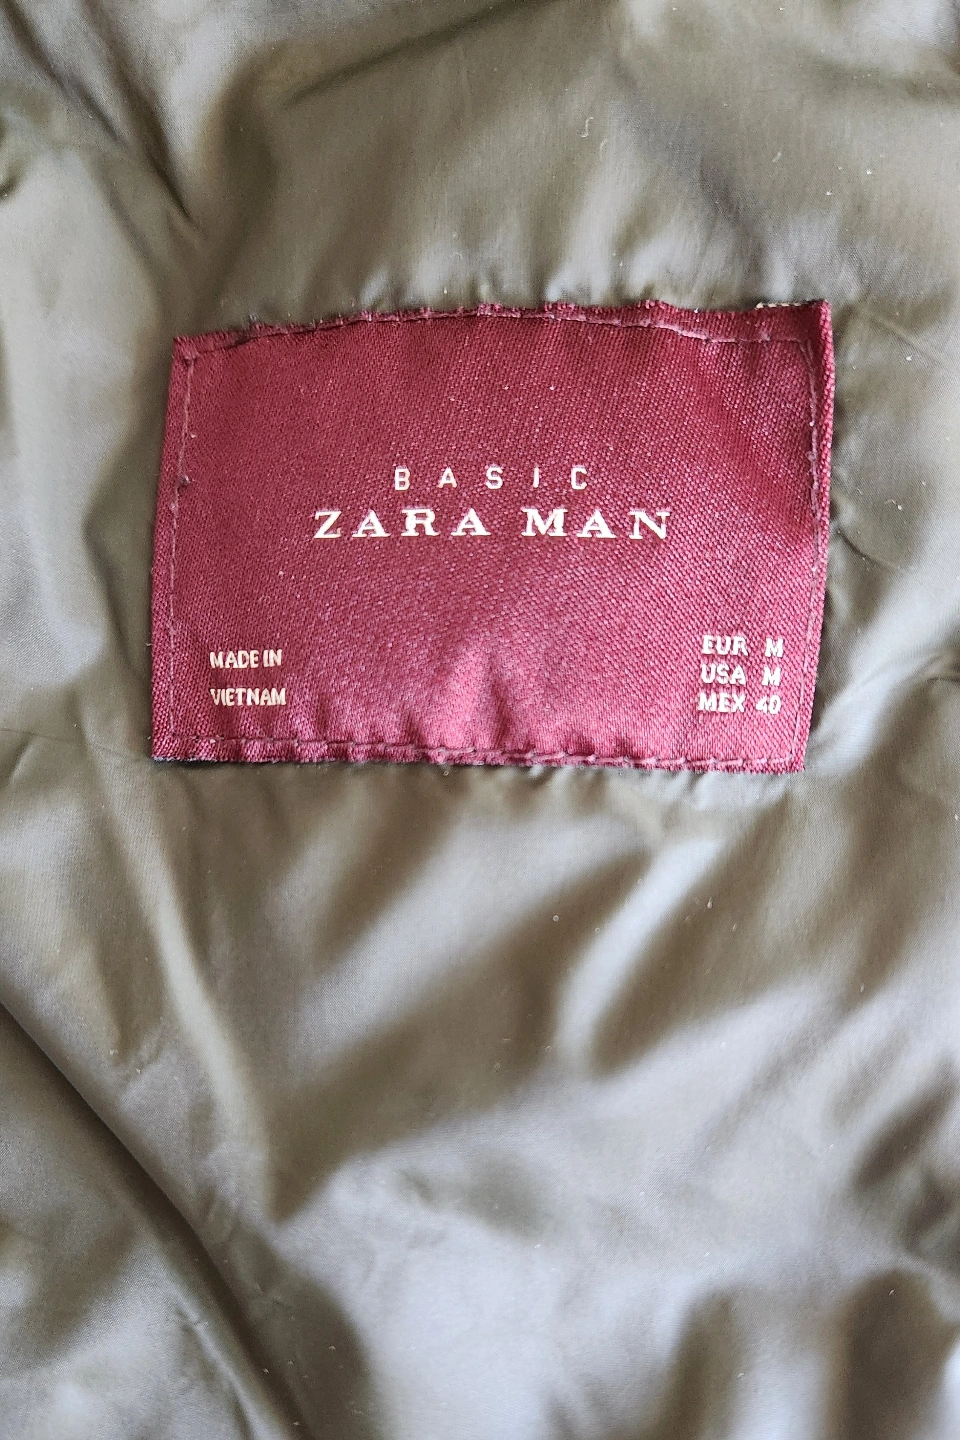 BASIC
ZARA MAN
MADE IN
VIETNAM
EUR M
USA M
MEX 40